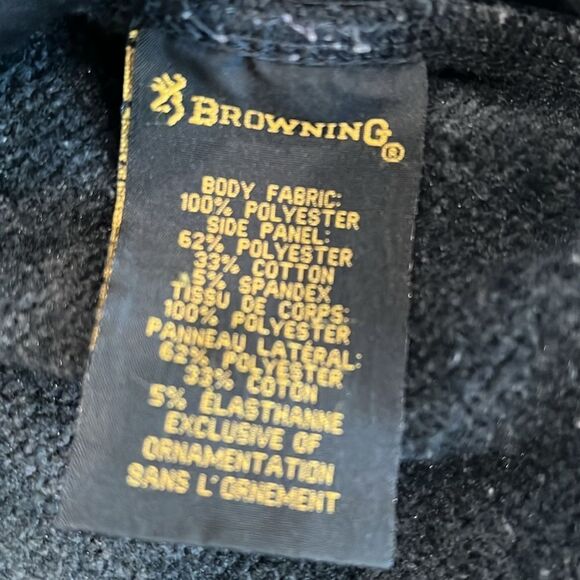 BROWNING®
BODY FABRIC:
100% POLYESTER
SIDE PANEL:
62% POLYESTER
33% COTTON
5% SPANDEX
TISSU DE CORPS:
100% POLYESTER
PANNEAU LATÉRAL:
62% POLYESTER
33% COTON
5% ÉLASTHANNE
EXCLUSIVE OF
ORNAMENTATION
SANS L'ORNEMENT